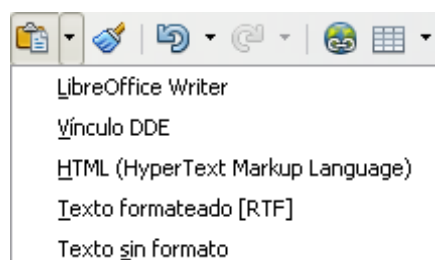 LibreOffice Writer
Vínculo DDE
HTML (HyperText Markup Language)
Texto formateado [RTF]
Texto sin formato